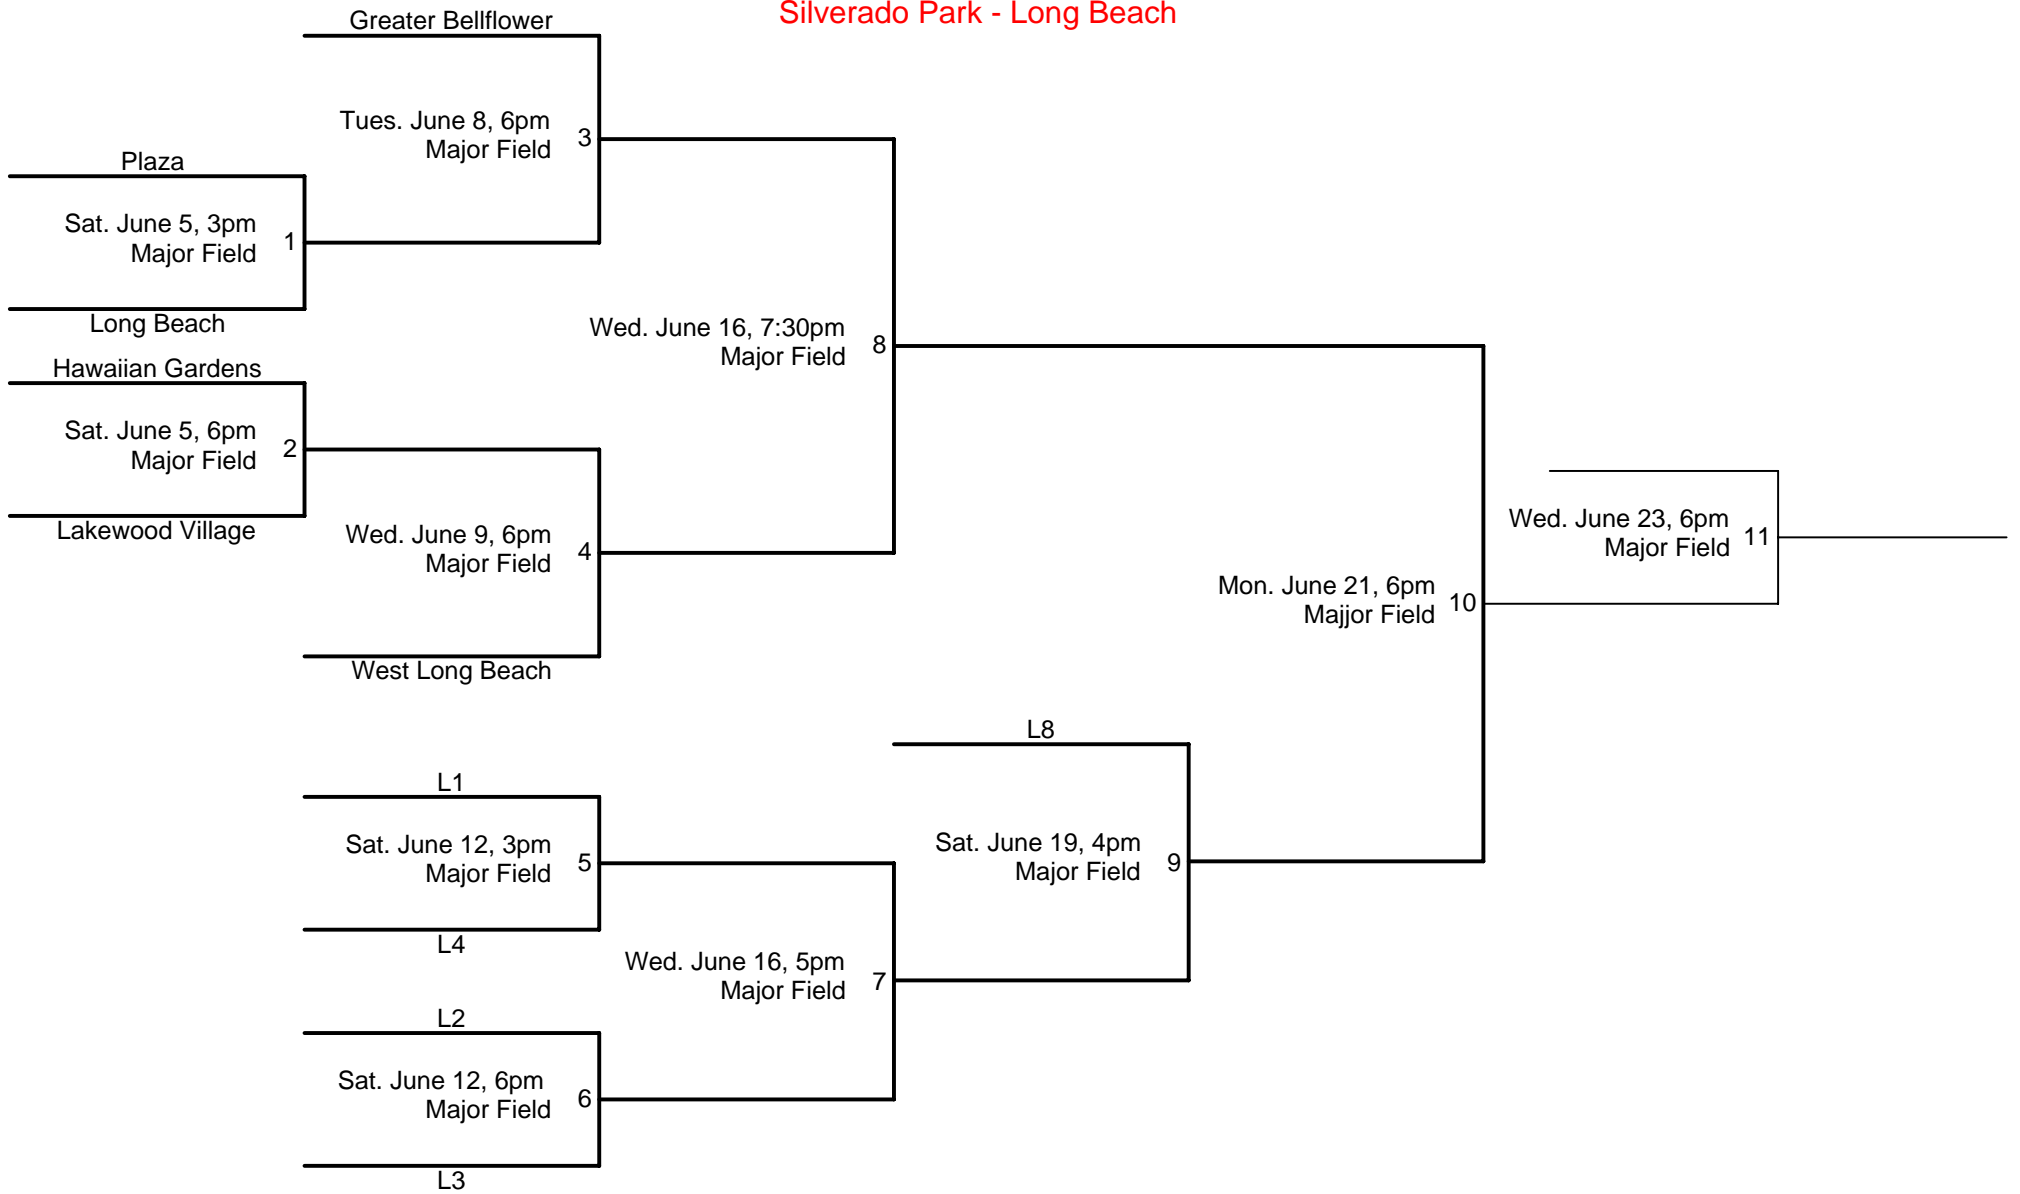 Silverado Park - Long Beach
Greater Bellflower
Tues. June 8, 6pm
Major Field
3
Plaza
Sat. June 5, 3pm
Major Field
1
Long Beach
Wed. June 16, 7:30pm
Major Field
8
Hawaiian Gardens
Sat. June 5, 6pm
Major Field
2
Lakewood Village
Wed. June 9, 6pm
Major Field
4
West Long Beach
Wed. June 23, 6pm
Major Field
11
Mon. June 21, 6pm
Majjor Field
10
L8
L1
Sat. June 12, 3pm
Major Field
5
L4
Sat. June 19, 4pm
Major Field
9
Wed. June 16, 5pm
Major Field
7
L2
Sat. June 12, 6pm
Major Field
6
L3